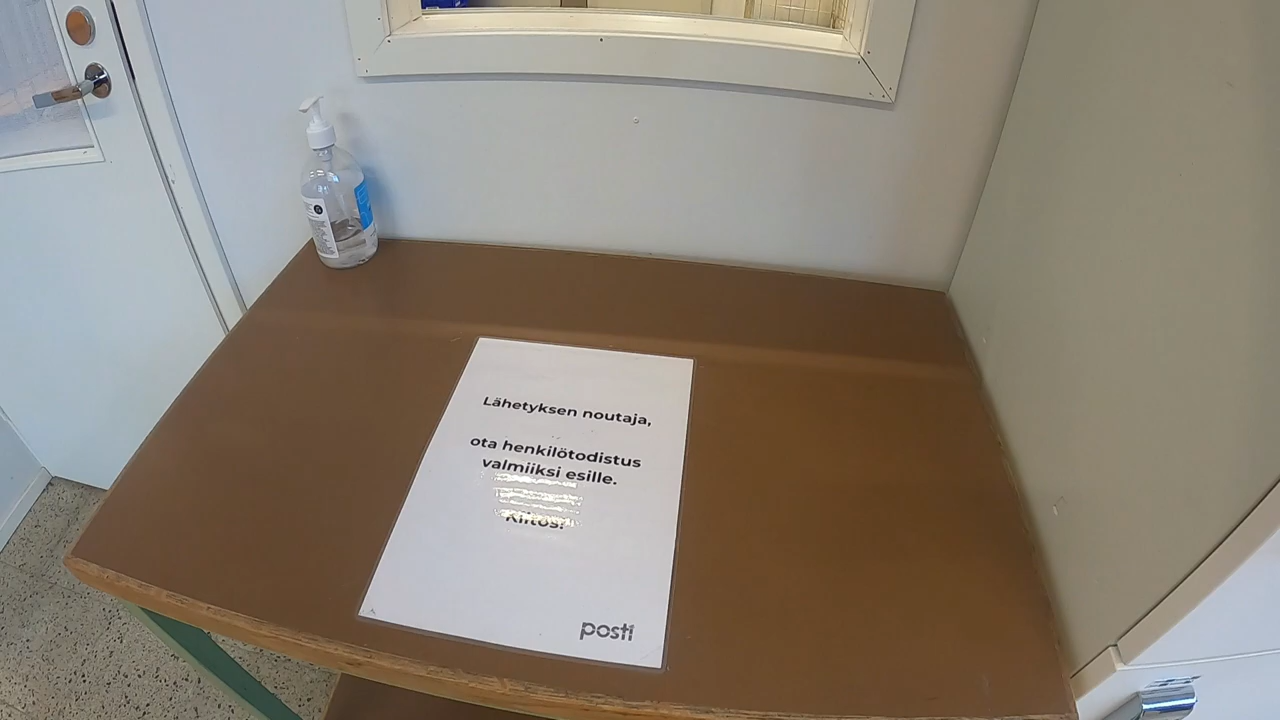 Lähetyksen noutaja,
ota henkilötodistus
valmiiksi esille.
Kiitos!
posti